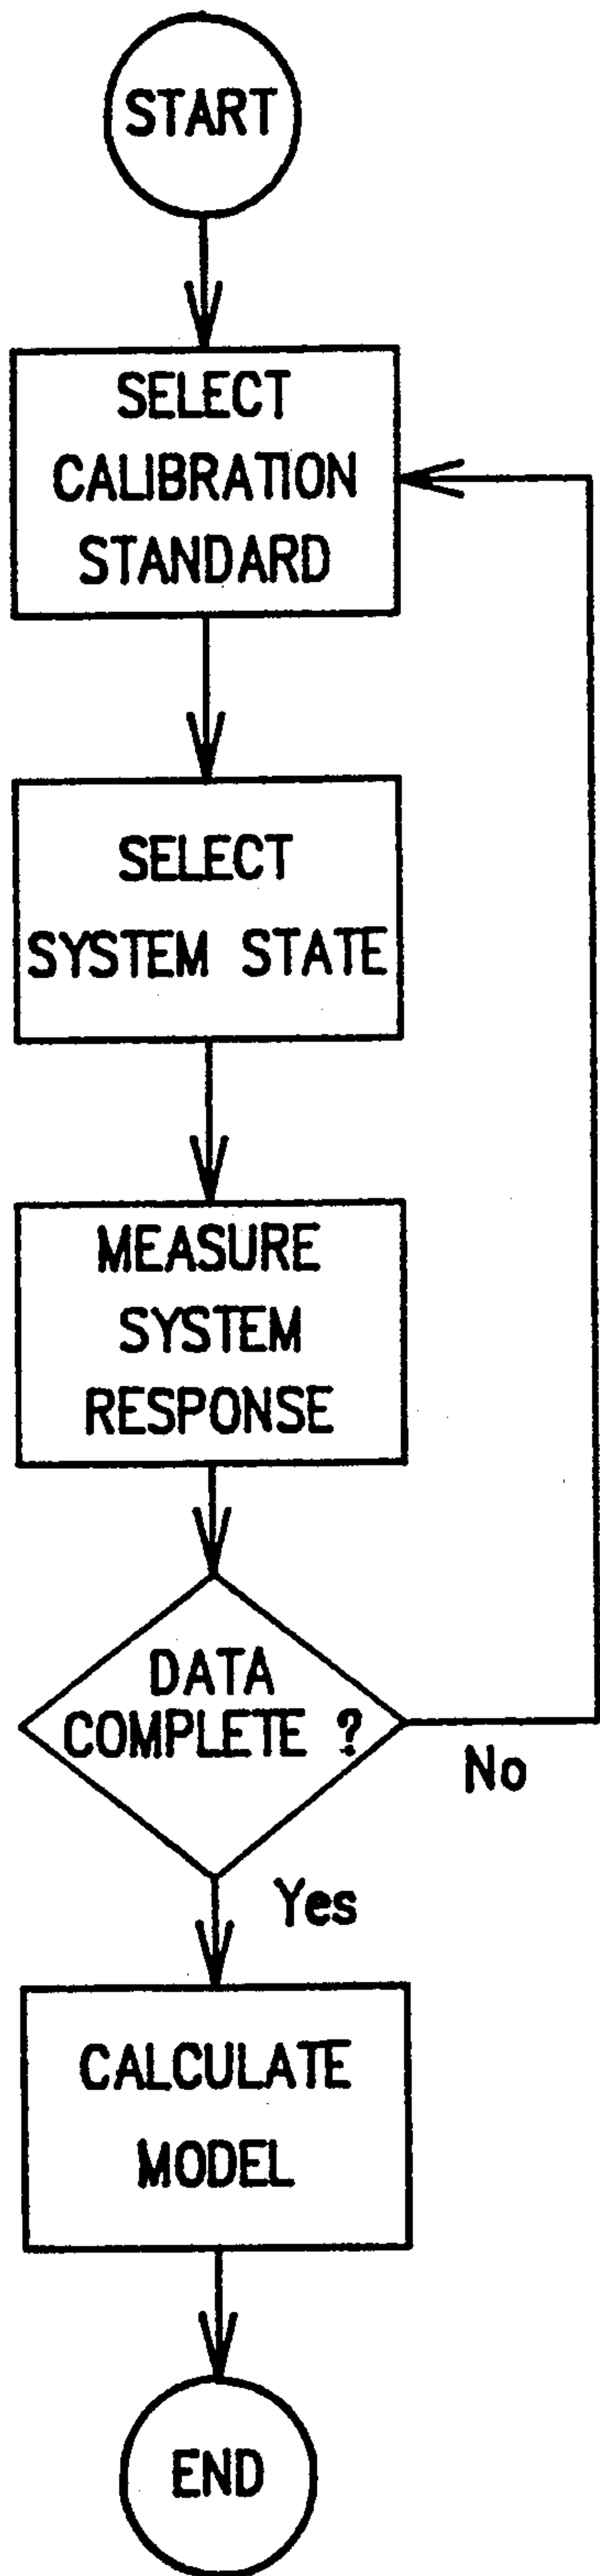 START
SELECT
CALIBRATION
STANDARD
SELECT
SYSTEM STATE
MEASURE
SYSTEM
RESPONSE
DATA
COMPLETE ?
No
Yes
CALCULATE
MODEL
END